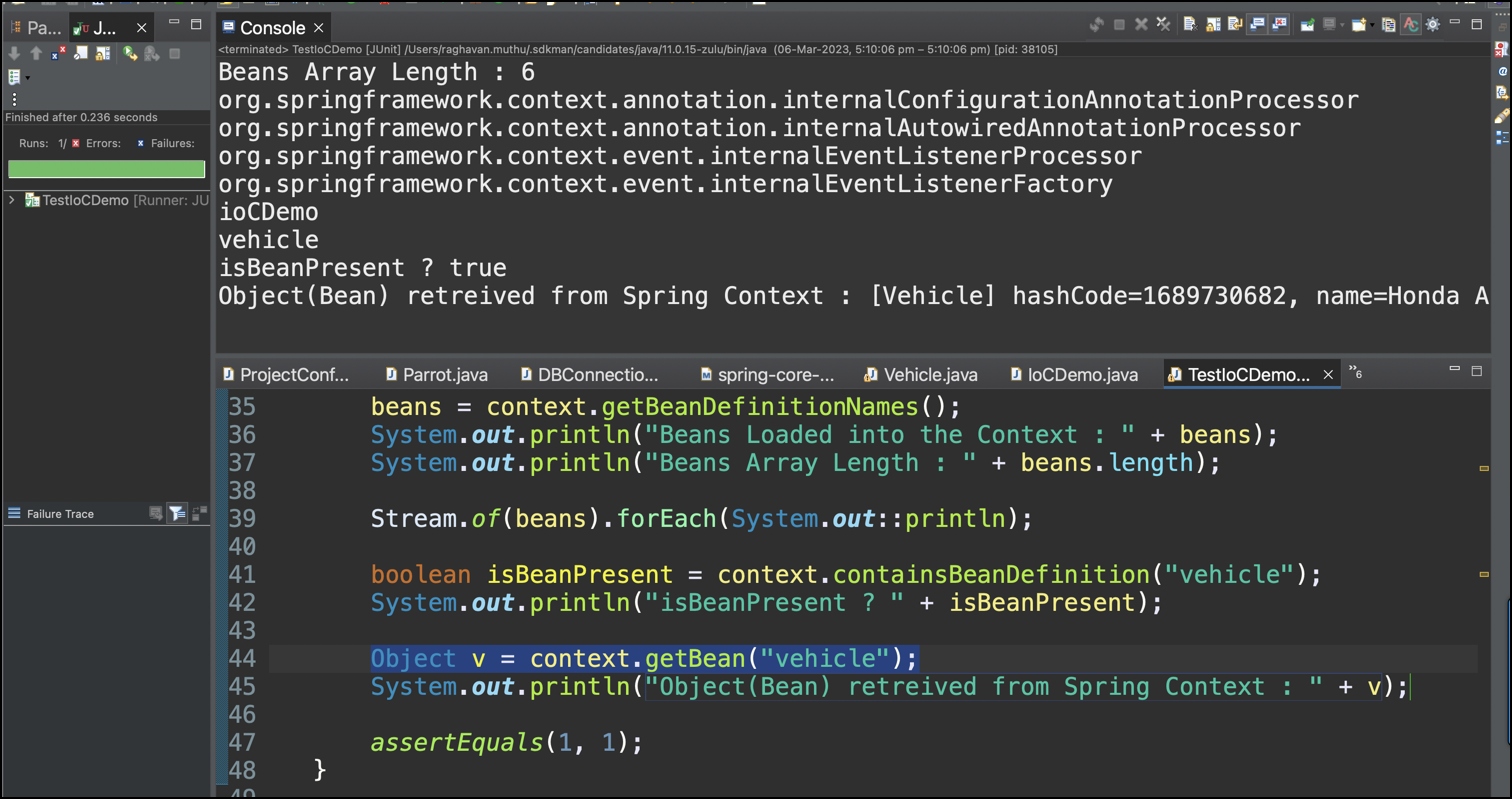 Pa...
J...
Finished after 0.236 seconds
Runs: 1/ Errors: Failures:
TestIoCDemo [Runner: JU
Failure Trace
Console
<terminated> TestIoCDemo [JUnit] /Users/raghavan.muthu/.sdkman/candidates/java/11.0.15-zulu/bin/java (06-Mar-2023, 5:10:06 pm – 5:10:06 pm) [pid: 38105]
Beans Array Length : 6
org.springframework.context.annotation.internalConfigurationAnnotationProcessor
org.springframework.context.annotation.internalAutowiredAnnotationProcessor
org.springframework.context.event.internalEventListenerProcessor
org.springframework.context.event.internalEventListenerFactory
ioCDemo
vehicle
isBeanPresent ? true
Object(Bean) retreived from Spring Context : [Vehicle] hashCode=1689730682, name=Honda A
ProjectConf... Parrot.java DBConnectio... spring-core-... Vehicle.java IoCDemo.java TestIoCDemo... »6
35 beans = context.getBeanDefinitionNames();
36 System.out.println("Beans Loaded into the Context : " + beans);
37 System.out.println("Beans Array Length : " + beans.length);
38
39 Stream.of(beans).forEach(System.out::println);
40
41 boolean isBeanPresent = context.containsBeanDefinition("vehicle");
42 System.out.println("isBeanPresent ? " + isBeanPresent);
43
44 Object v = context.getBean("vehicle");
45 System.out.println("Object(Bean) retreived from Spring Context : " + v);
46
47 assertEquals(1, 1);
48 }
49